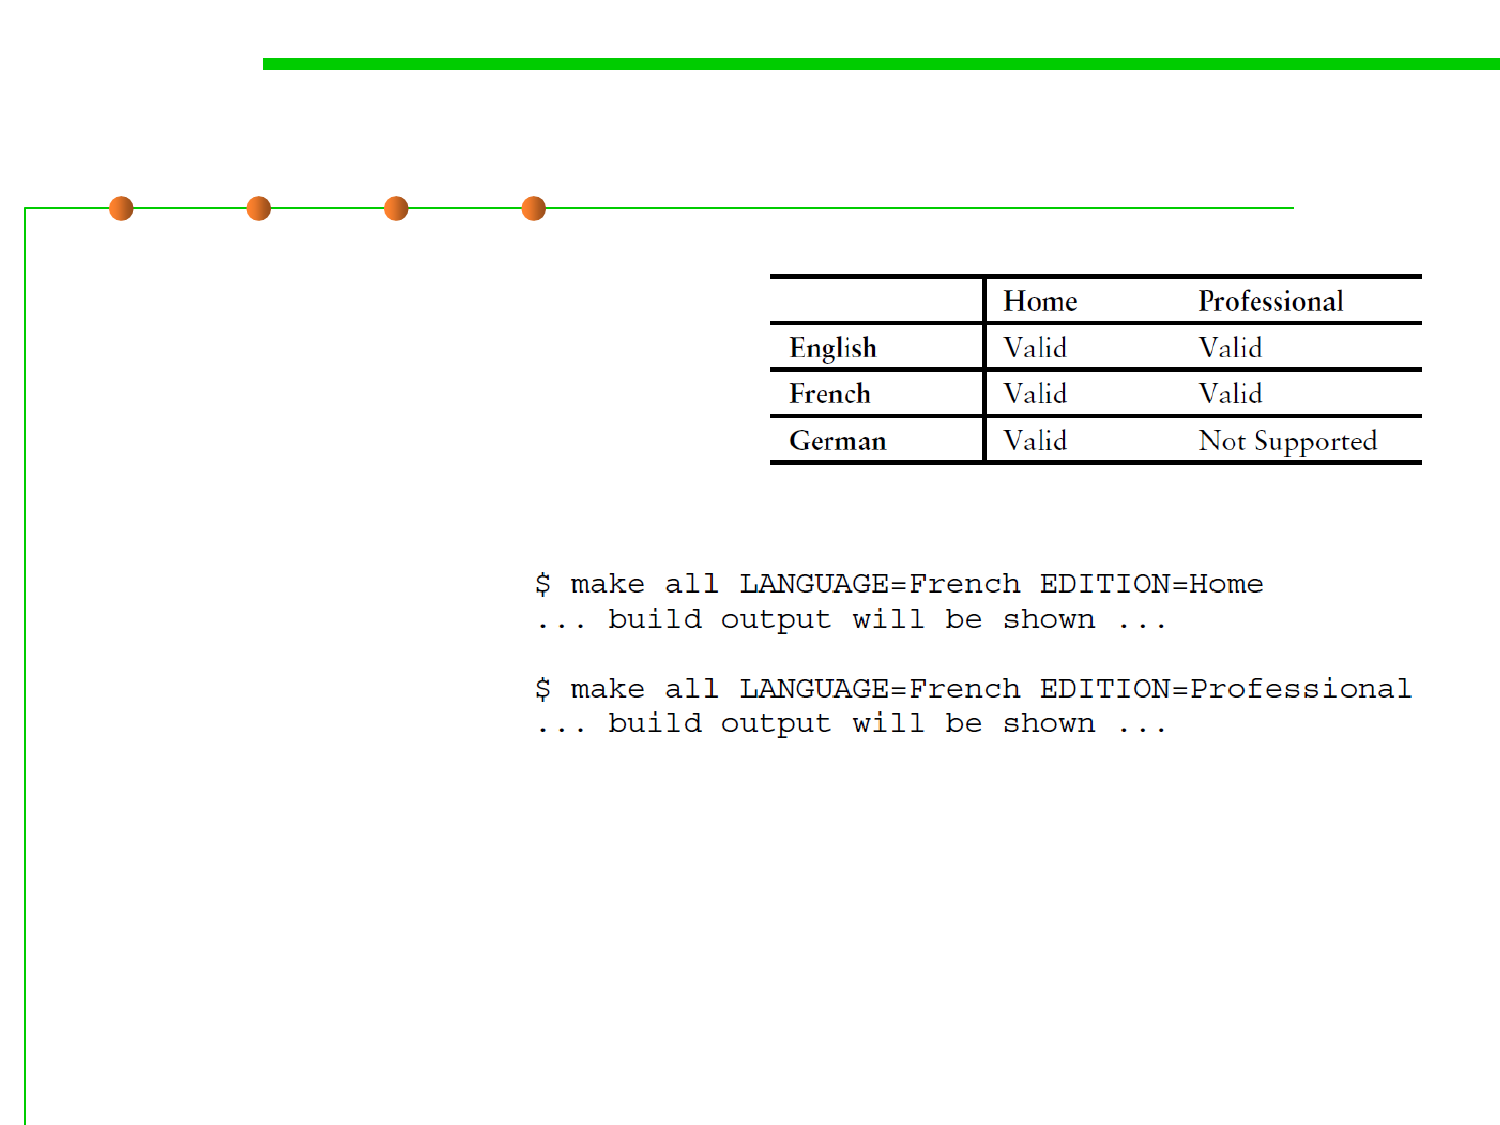 Home Professional
English Valid Valid
French Valid Valid
German Valid Not Supported
$ make all LANGUAGE=French EDITION=Home
... build output will be shown ...
$ make all LANGUAGE=French EDITION=Professional
... build output will be shown ...